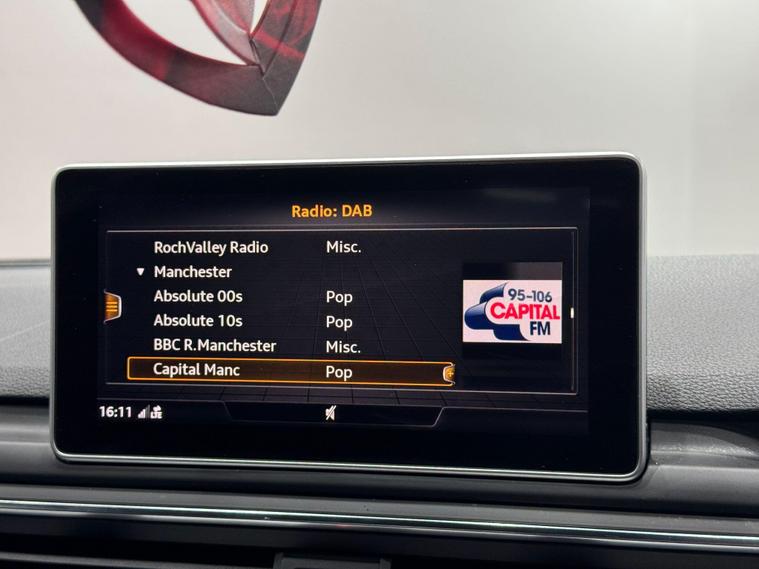 Radio: DAB
RochValley Radio Misc.
Manchester
Absolute 00s Pop
Absolute 10s Pop
BBC R.Manchester Misc.
Capital Manc Pop
95-106
CAPITAL
FM
16:11 LTE